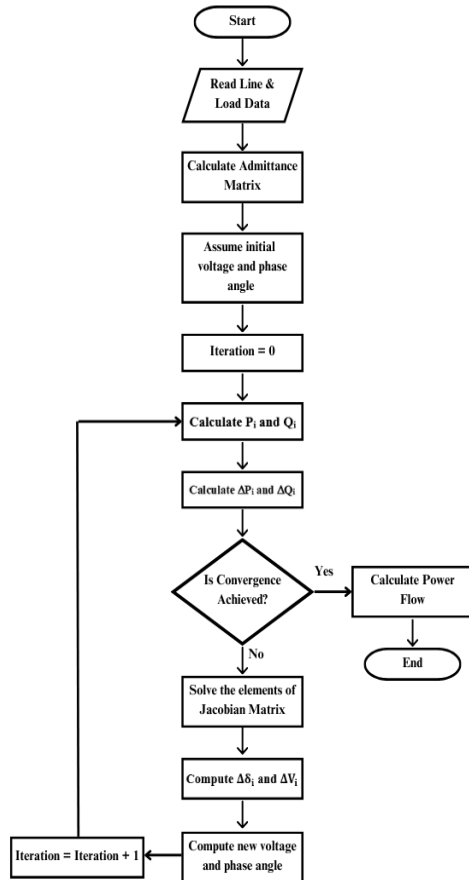 Start
Read Line &
Load Data
Calculate Admittance
Matrix
Assume initial
voltage and phase
angle
Iteration = 0
Calculate Pᵢ and Qᵢ
Calculate ΔPᵢ and ΔQᵢ
Is Convergence
Achieved?
Yes
Calculate Power
Flow
End
No
Solve the elements of
Jacobian Matrix
Compute Δδᵢ and ΔVᵢ
Compute new voltage
and phase angle
Iteration = Iteration + 1